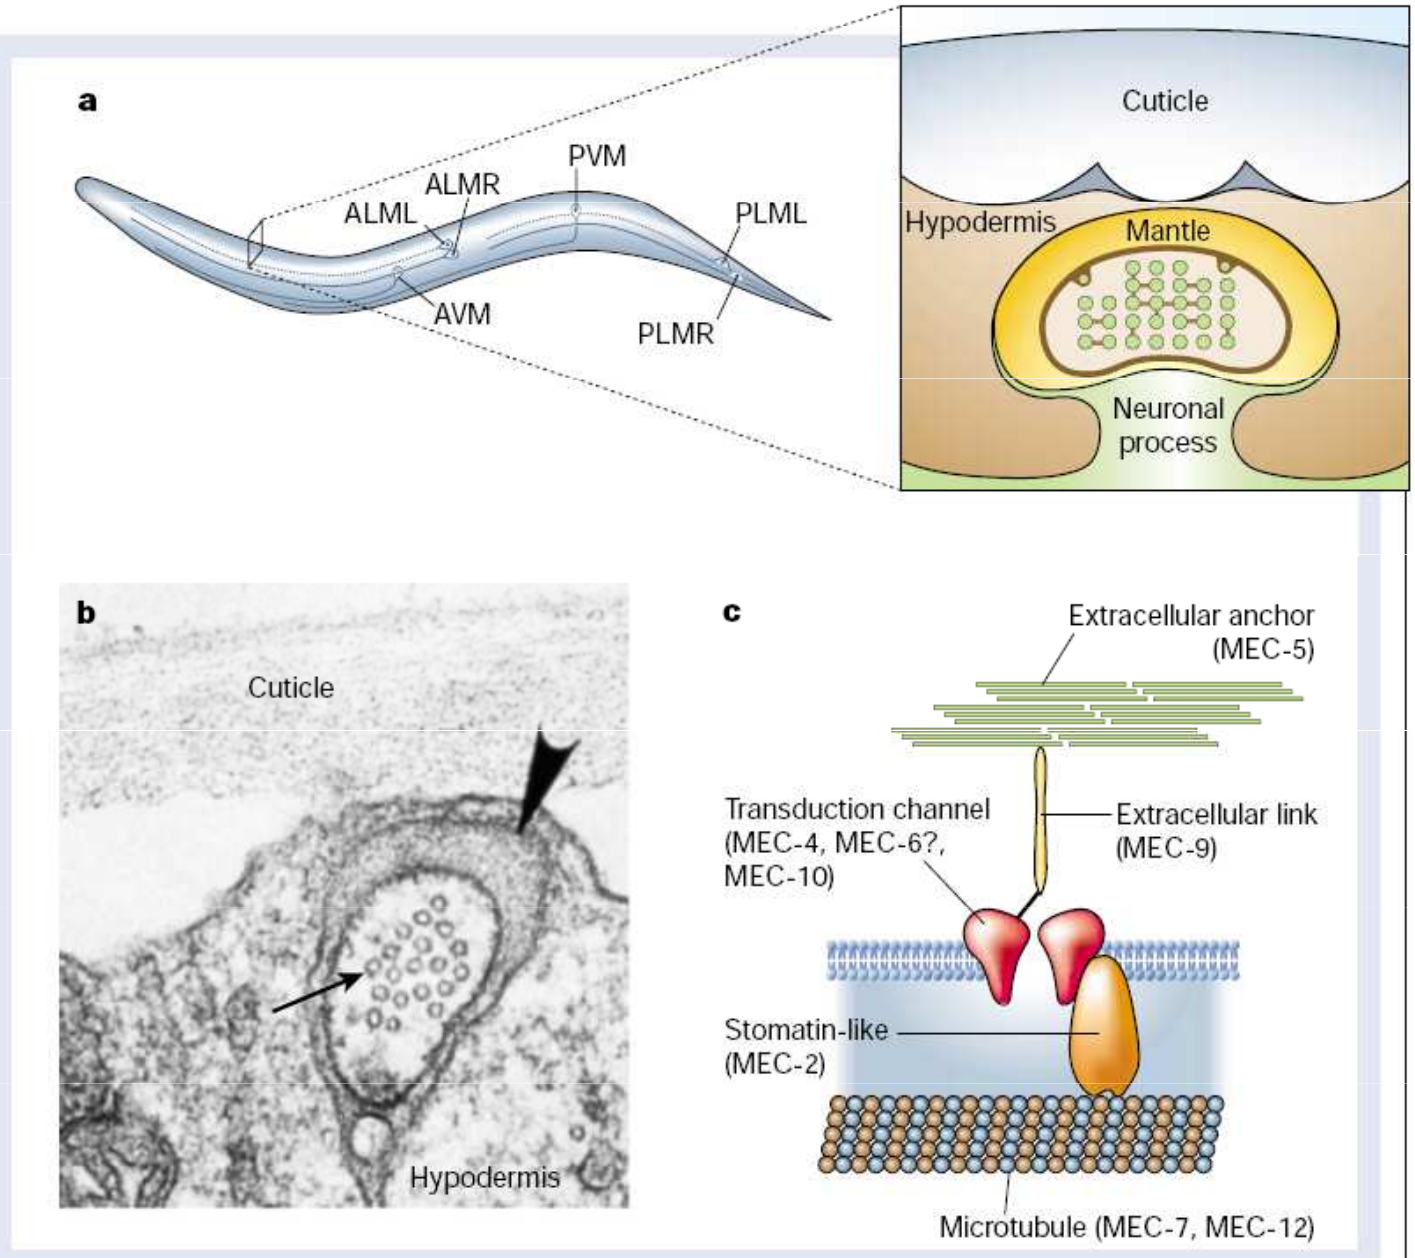 a
PVM
ALMR
ALML
PLML
AVM
PLMR
Cuticle
Hypodermis
Mantle
Neuronal
process
b
Cuticle
Hypodermis
c
Extracellular anchor
(MEC-5)
Transduction channel
(MEC-4, MEC-6?,
MEC-10)
Extracellular link
(MEC-9)
Stomatin-like
(MEC-2)
Microtubule (MEC-7, MEC-12)